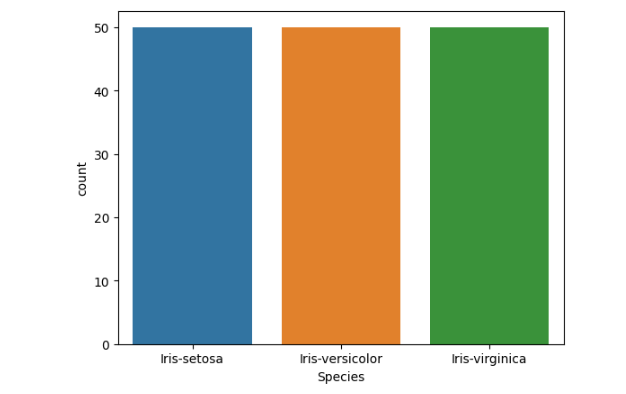 50
40
30
20
10
0
count
Iris-setosa
Iris-versicolor
Iris-virginica
Species